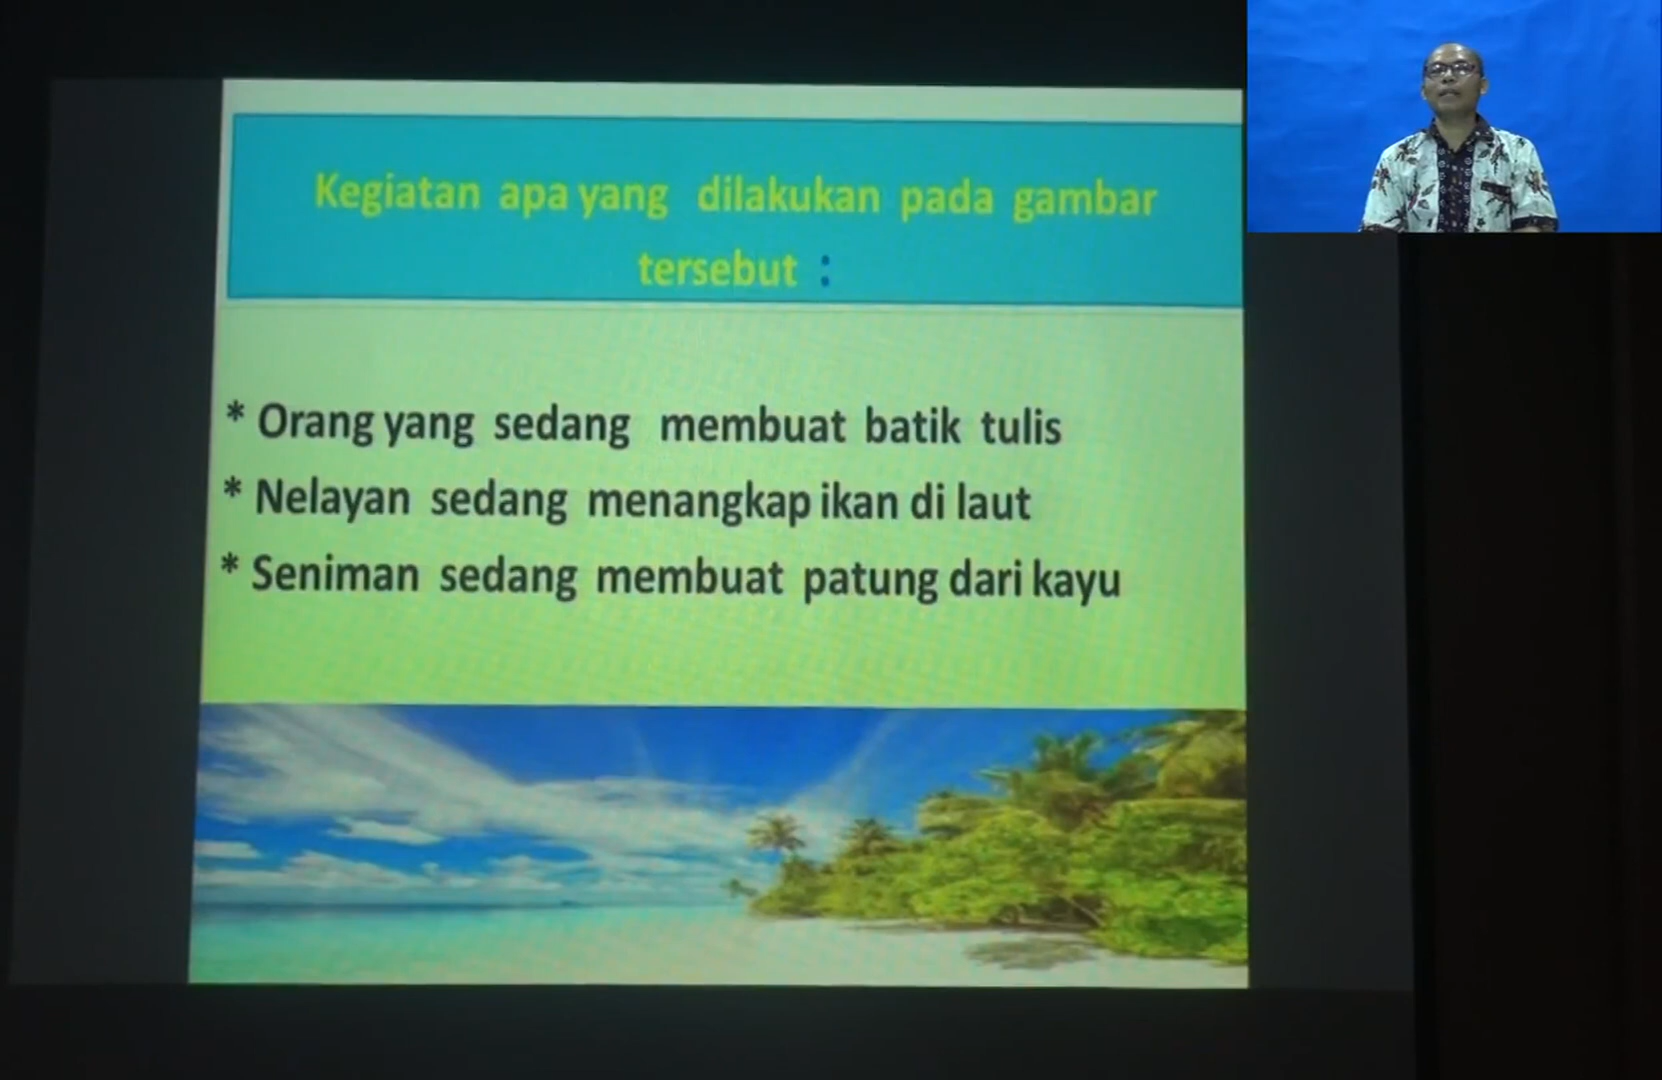 Kegiatan apa yang dilakukan pada gambar
tersebut :
* Orang yang sedang membuat batik tulis
* Nelayan sedang menangkap ikan di laut
* Seniman sedang membuat patung dari kayu